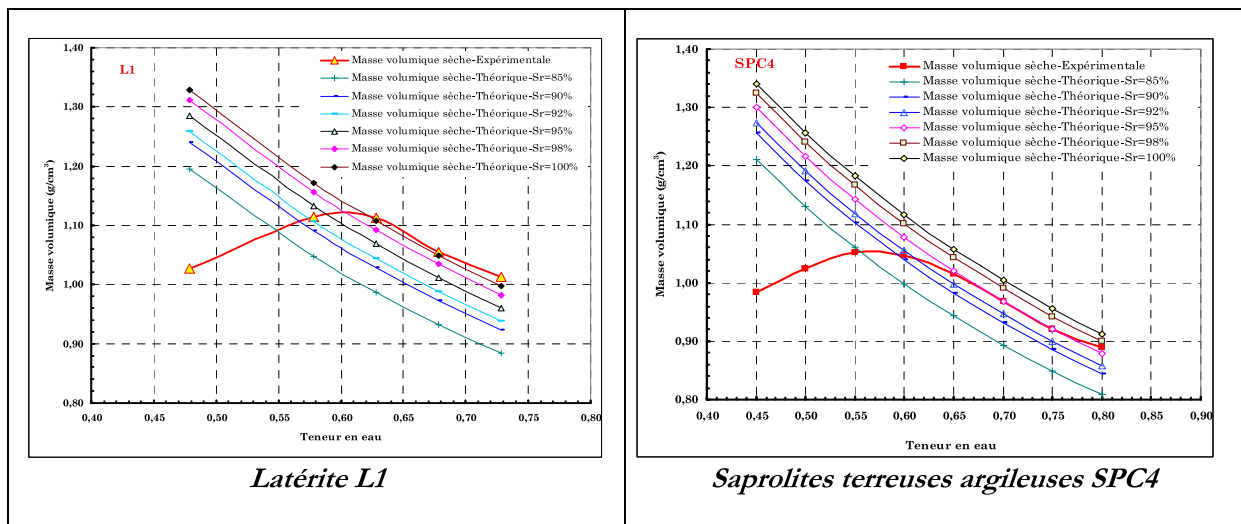 1,40
1,30
1,20
1,10
1,00
0,90
0,80
Masse volumique (g/cm³)
L1
Masse volumique sèche-Expérimentale
Masse volumique sèche-Théorique-Sr=85%
Masse volumique sèche-Théorique-Sr=90%
Masse volumique sèche-Théorique-Sr=92%
Masse volumique sèche-Théorique-Sr=95%
Masse volumique sèche-Théorique-Sr=98%
Masse volumique sèche-Théorique-Sr=100%
0,40 0,45 0,50 0,55 0,60 0,65 0,70 0,75 0,80
Teneur en eau
Latérite L1
1,40
1,30
1,20
1,10
1,00
0,90
0,80
Masse volumique (g/cm³)
SPC4
Masse volumique sèche-Expérimentale
Masse volumique sèche-Théorique-Sr=85%
Masse volumique sèche-Théorique-Sr=90%
Masse volumique sèche-Théorique-Sr=92%
Masse volumique sèche-Théorique-Sr=95%
Masse volumique sèche-Théorique-Sr=98%
Masse volumique sèche-Théorique-Sr=100%
0,40 0,45 0,50 0,55 0,60 0,65 0,70 0,75 0,80 0,85 0,90
Teneur en eau
Saprolites terreuses argileuses SPC4